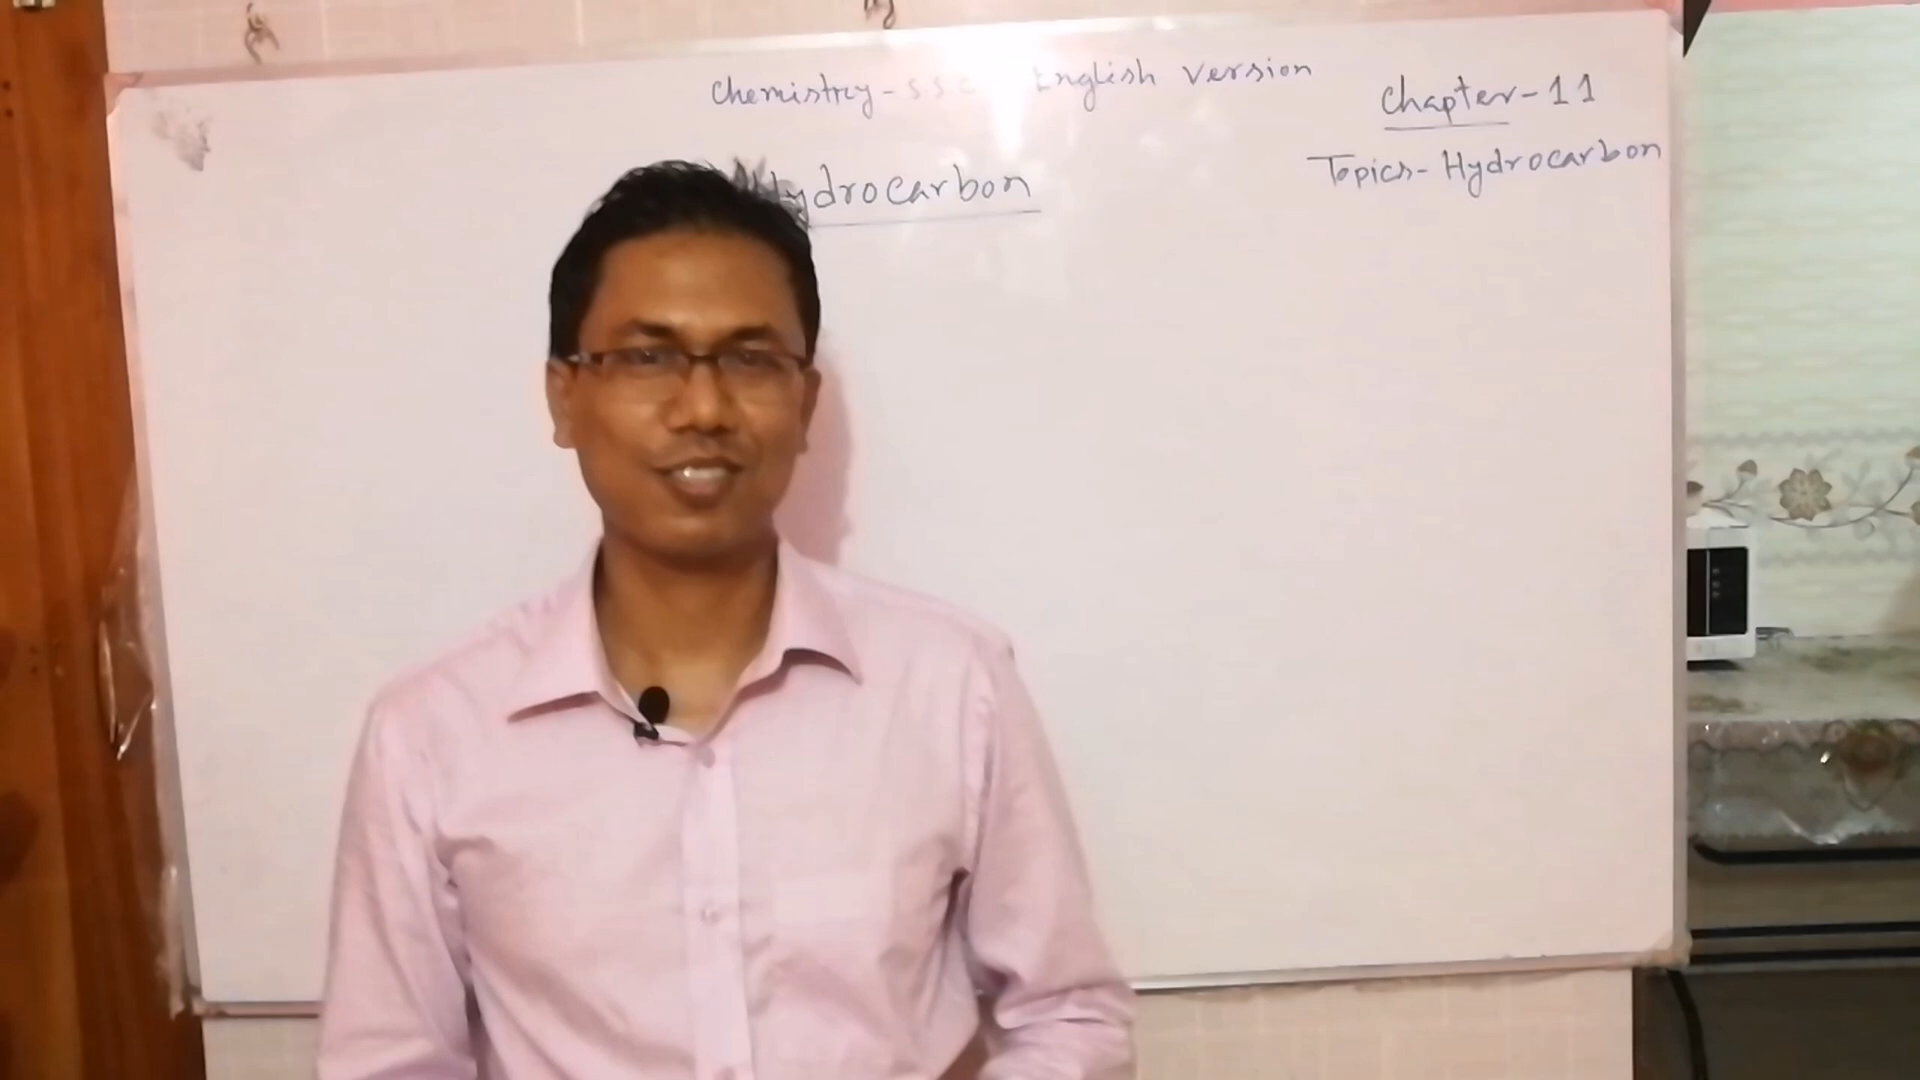 Chemistry - SSC English Version
Chapter-11
Topics- Hydrocarbon
Hydrocarbon